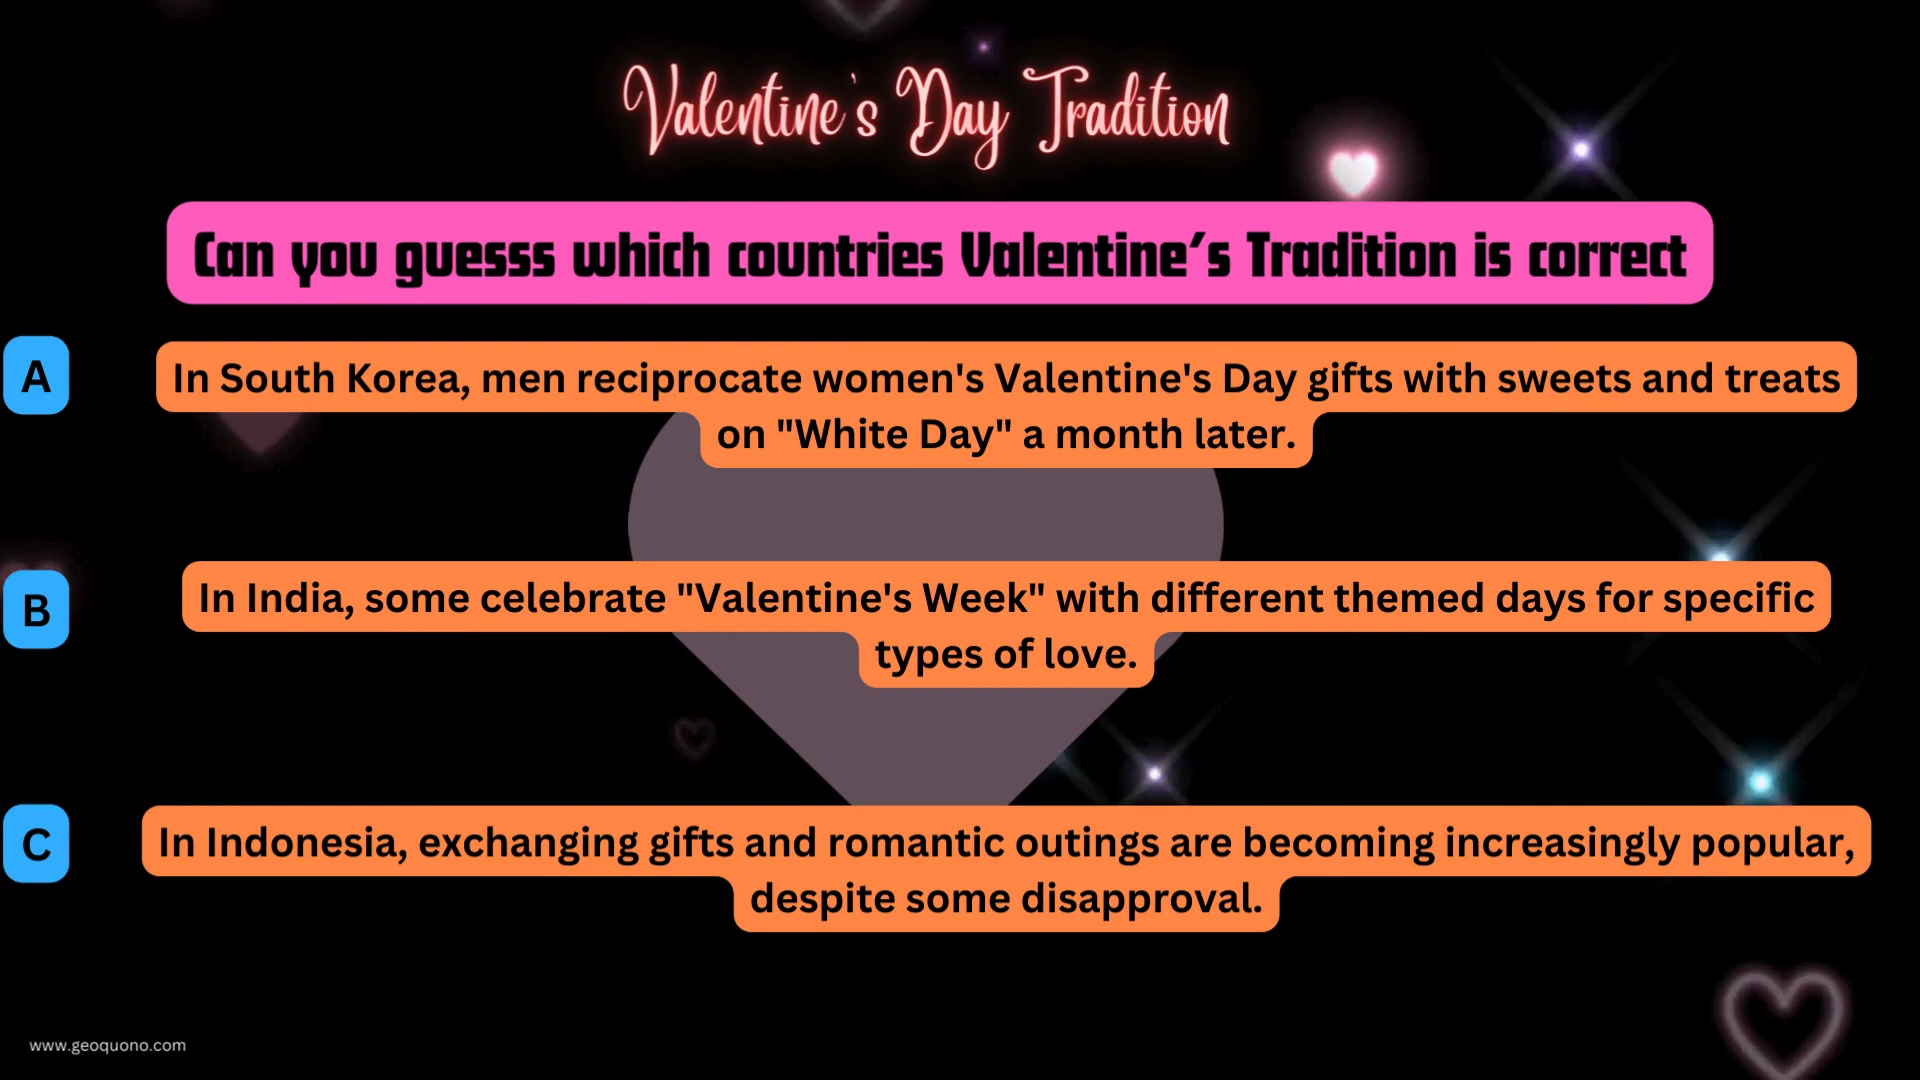 Valentine's Day Tradition
Can you guesss which countries Valentine's Tradition is correct
A
In South Korea, men reciprocate women's Valentine's Day gifts with sweets and treats
on "White Day" a month later.
B
In India, some celebrate "Valentine's Week" with different themed days for specific
types of love.
C
In Indonesia, exchanging gifts and romantic outings are becoming increasingly popular,
despite some disapproval.
www.geoquono.com